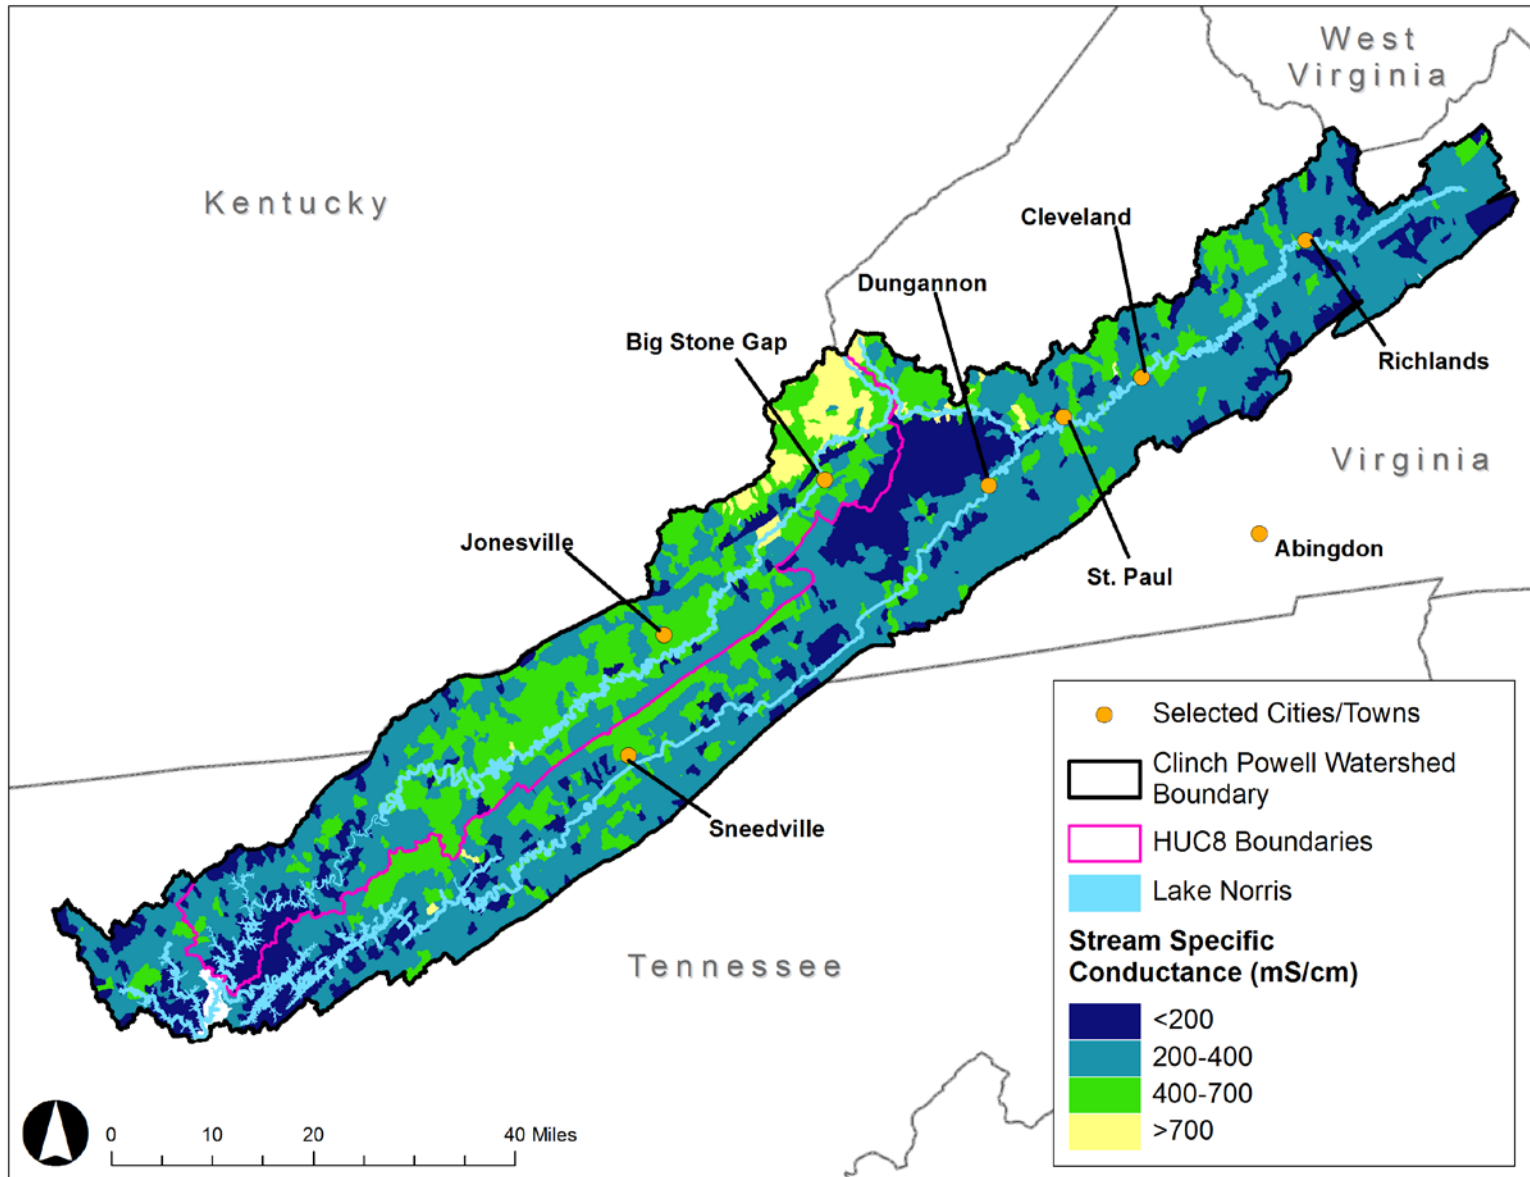 West
Virginia
Kentucky
Cleveland
Dungannon
Big Stone Gap
Richlands
Virginia
Jonesville
Abingdon
St. Paul
Sneedville
Tennessee
Selected Cities/Towns
Clinch Powell Watershed
Boundary
HUC8 Boundaries
Lake Norris
Stream Specific
Conductance (mS/cm)
<200
200-400
400-700
>700
0 10 20 40 Miles